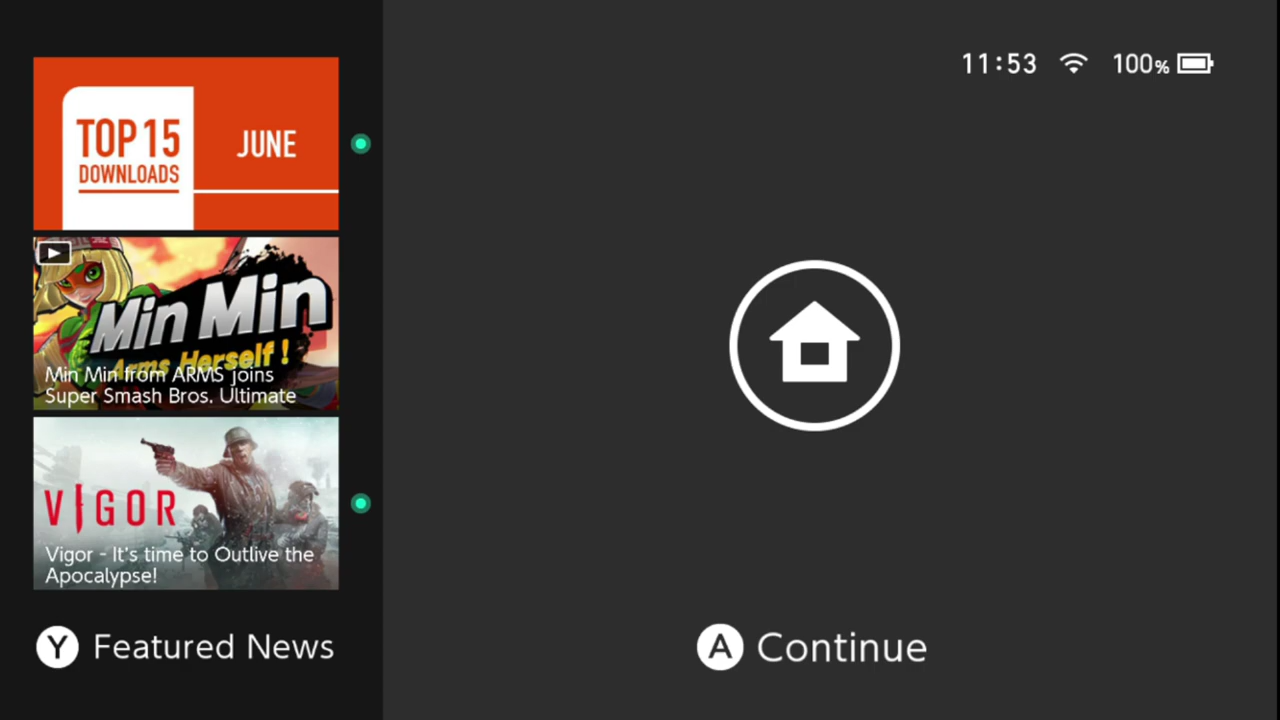 11:53 100%
TOP 15
DOWNLOADS
JUNE
Min Min
Arms Herself!
Min Min from ARMS joins
Super Smash Bros. Ultimate
VIGOR
Vigor - It's time to Outlive the
Apocalypse!
Y Featured News
A Continue